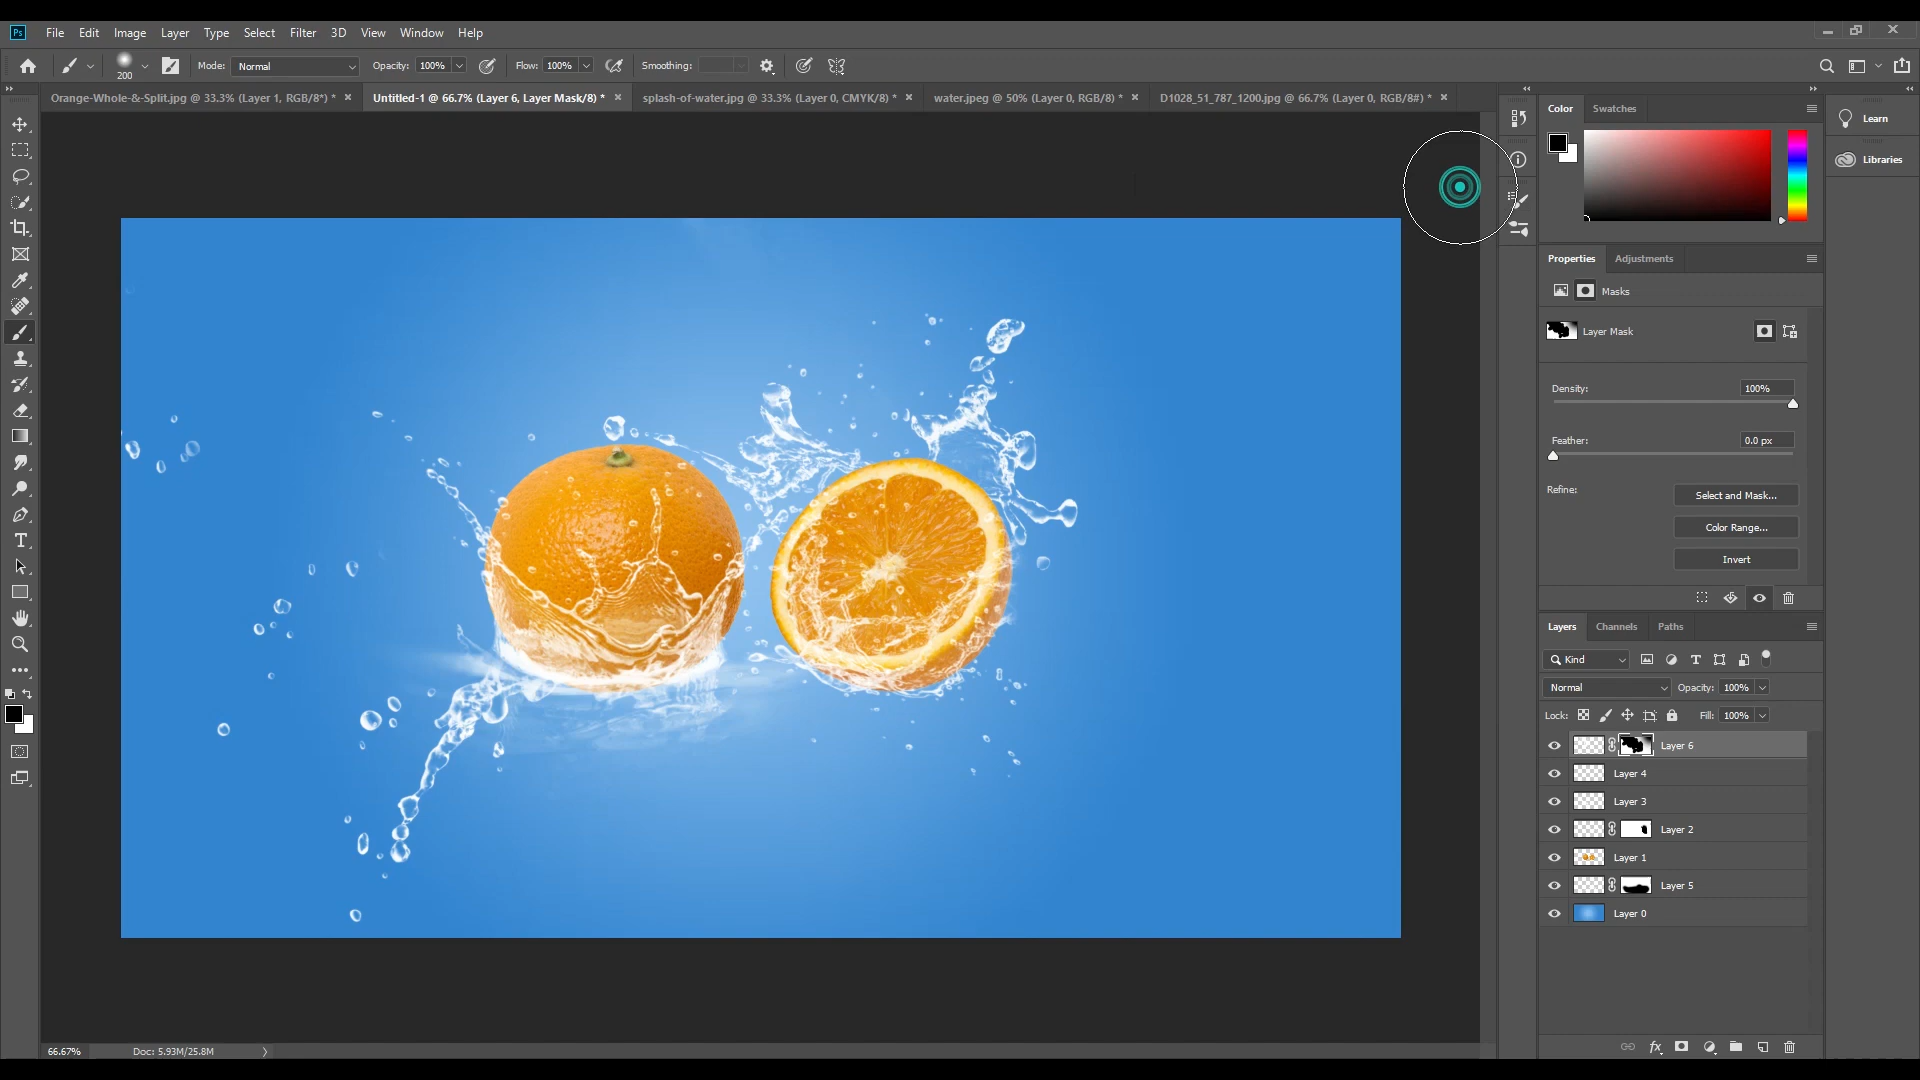 Ps File Edit Image Layer Type Select Filter 3D View Window Help
200 Mode: Normal Opacity: 100% Flow: 100% Smoothing:
Orange-Whole-&-Split.jpg @ 33.3% (Layer 1, RGB/8*) * Untitled-1 @ 66.7% (Layer 6, Layer Mask/8) * splash-of-water.jpg @ 33.3% (Layer 0, CMYK/8) * water.jpeg @ 50% (Layer 0, RGB/8) * D1028_51_787_1200.jpg @ 66.7% (Layer 0, RGB/8#) *
Color Swatches
Learn
Libraries
Properties Adjustments
Masks
Layer Mask
Density: 100%
Feather: 0.0 px
Refine: Select and Mask...
Color Range...
Invert
Layers Channels Paths
Kind
Normal Opacity: 100%
Lock: Fill: 100%
Layer 6
Layer 4
Layer 3
Layer 2
Layer 1
Layer 5
Layer 0
66.67% Doc: 5.93M/25.8M